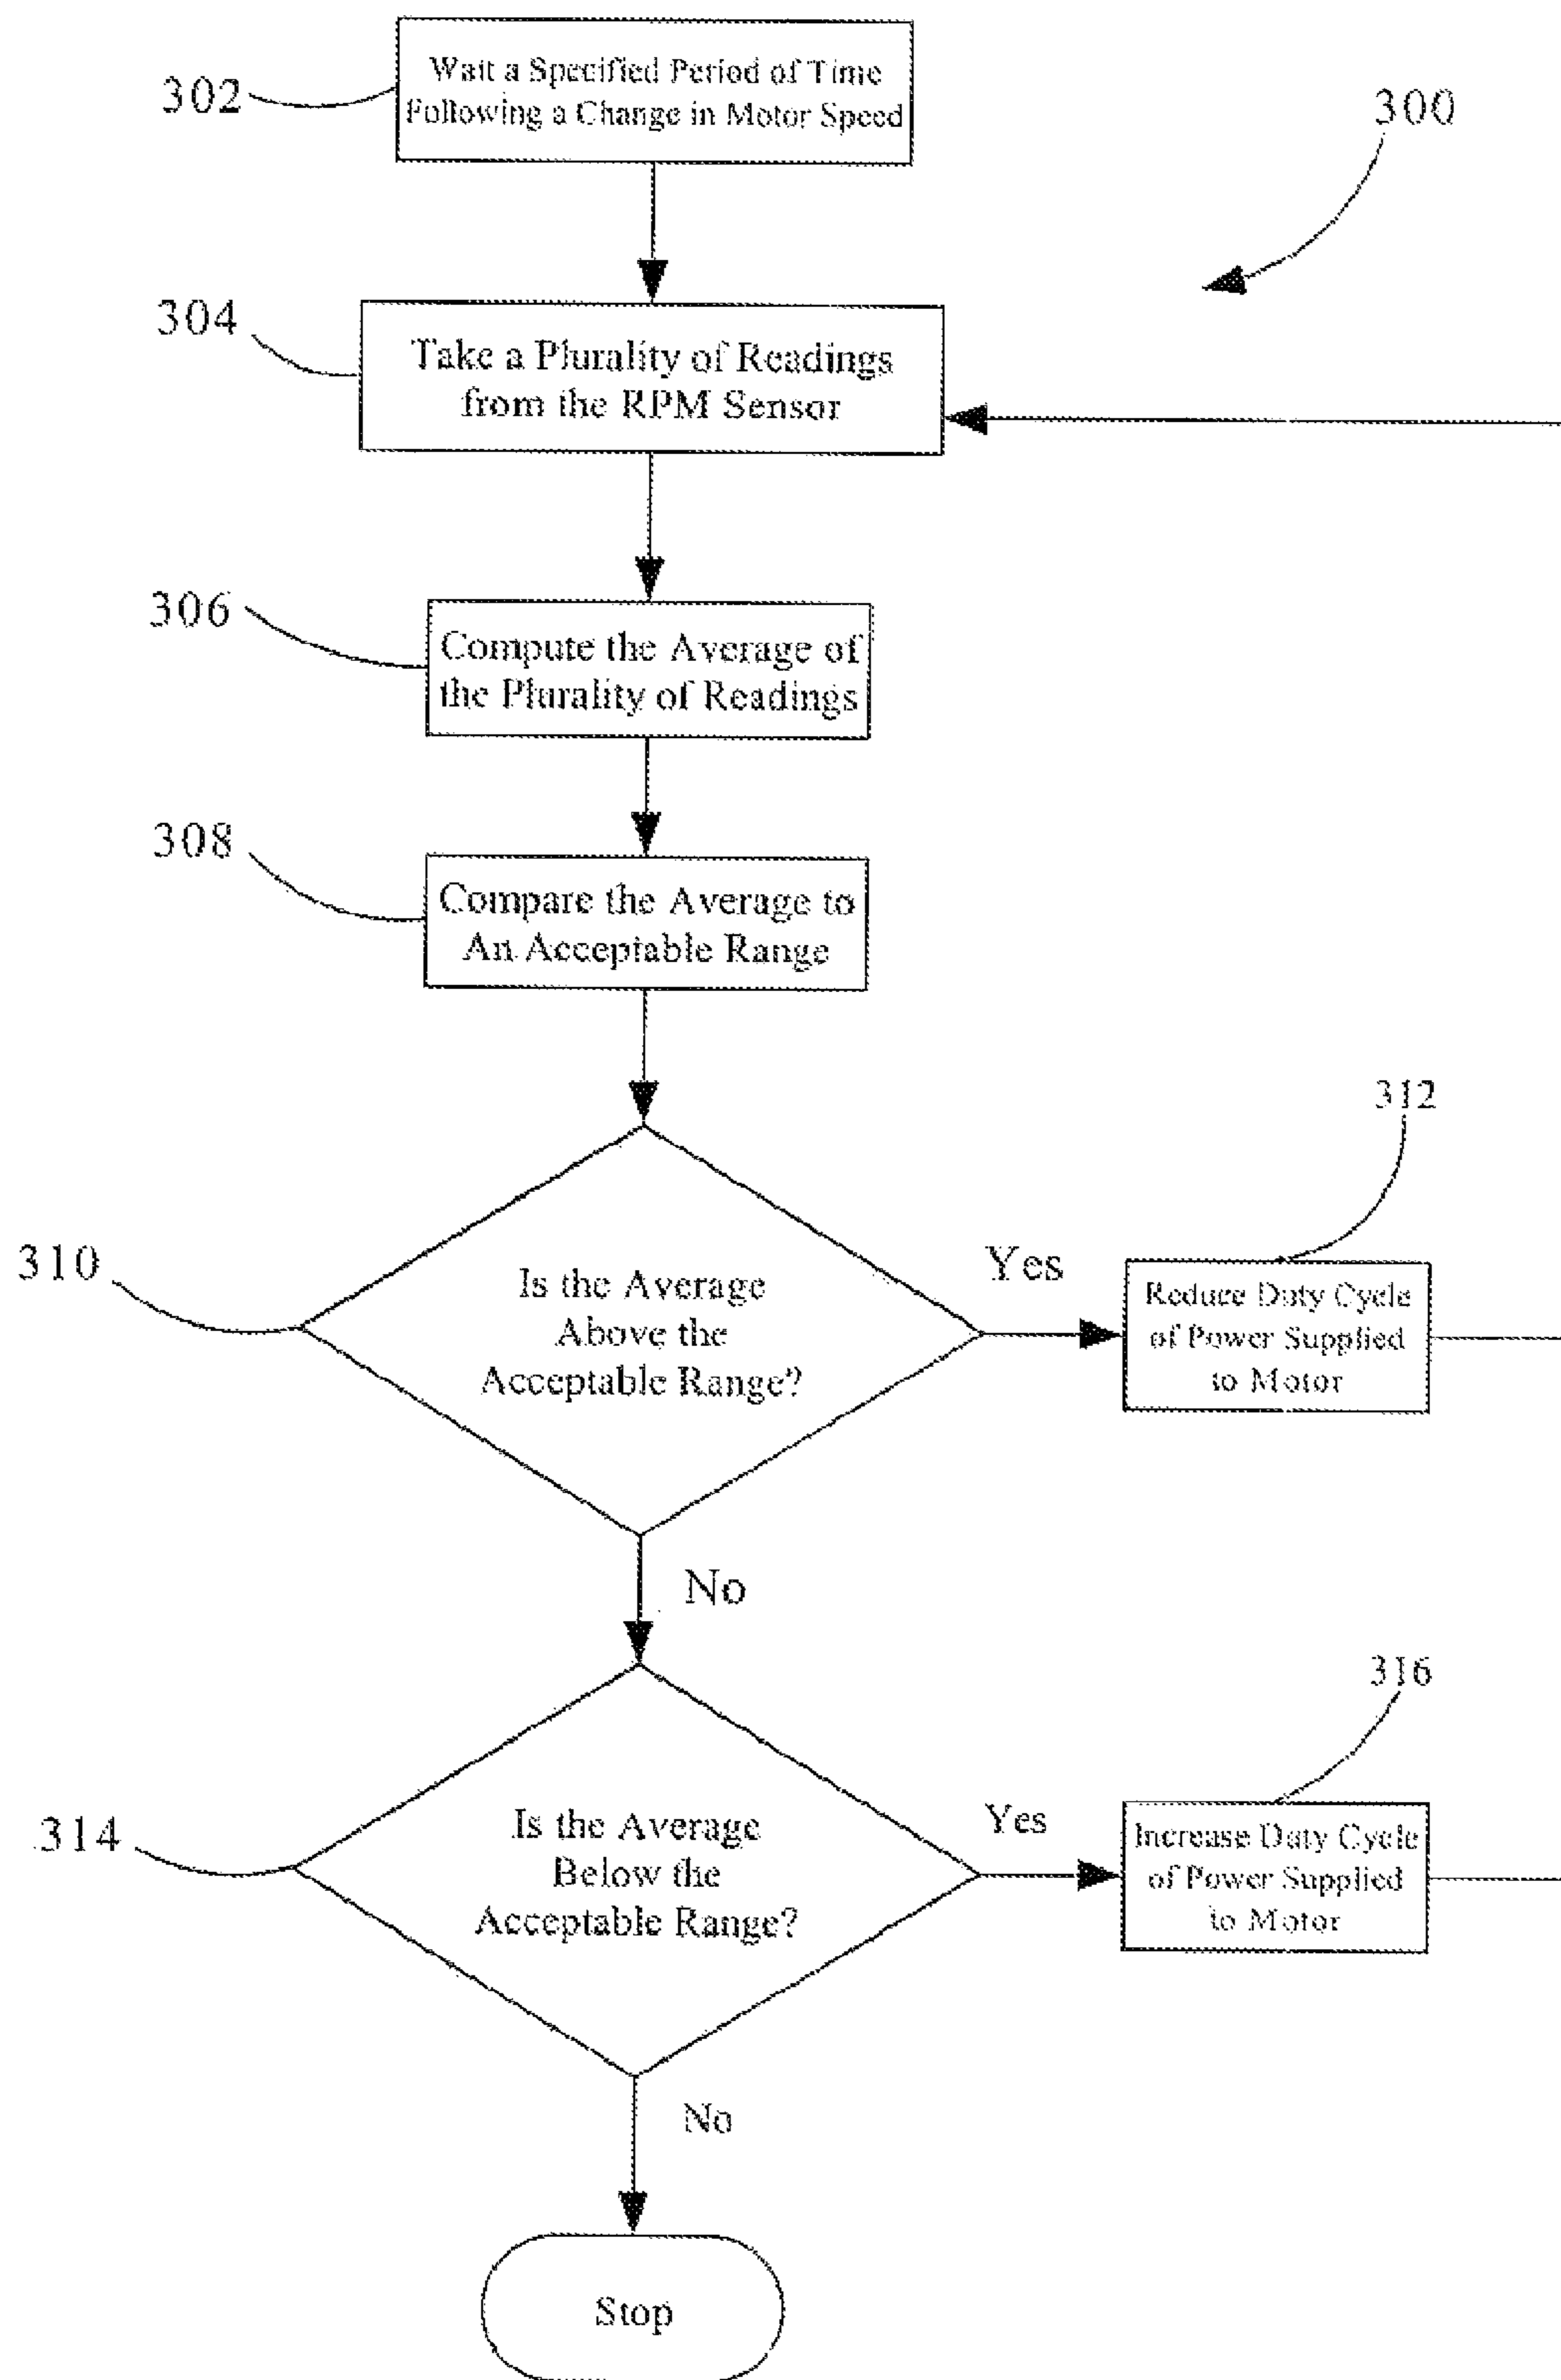 302
Wait a Specified Period of Time
Following a Change in Motor Speed
300
304
Take a Plurality of Readings
from the RPM Sensor
306
Compute the Average of
the Plurality of Readings
308
Compare the Average to
An Acceptable Range
310
Is the Average
Above the
Acceptable Range?
Yes
312
Reduce Duty Cycle
of Power Supplied
to Motor
No
314
Is the Average
Below the
Acceptable Range?
Yes
316
Increase Duty Cycle
of Power Supplied
to Motor
No
Stop